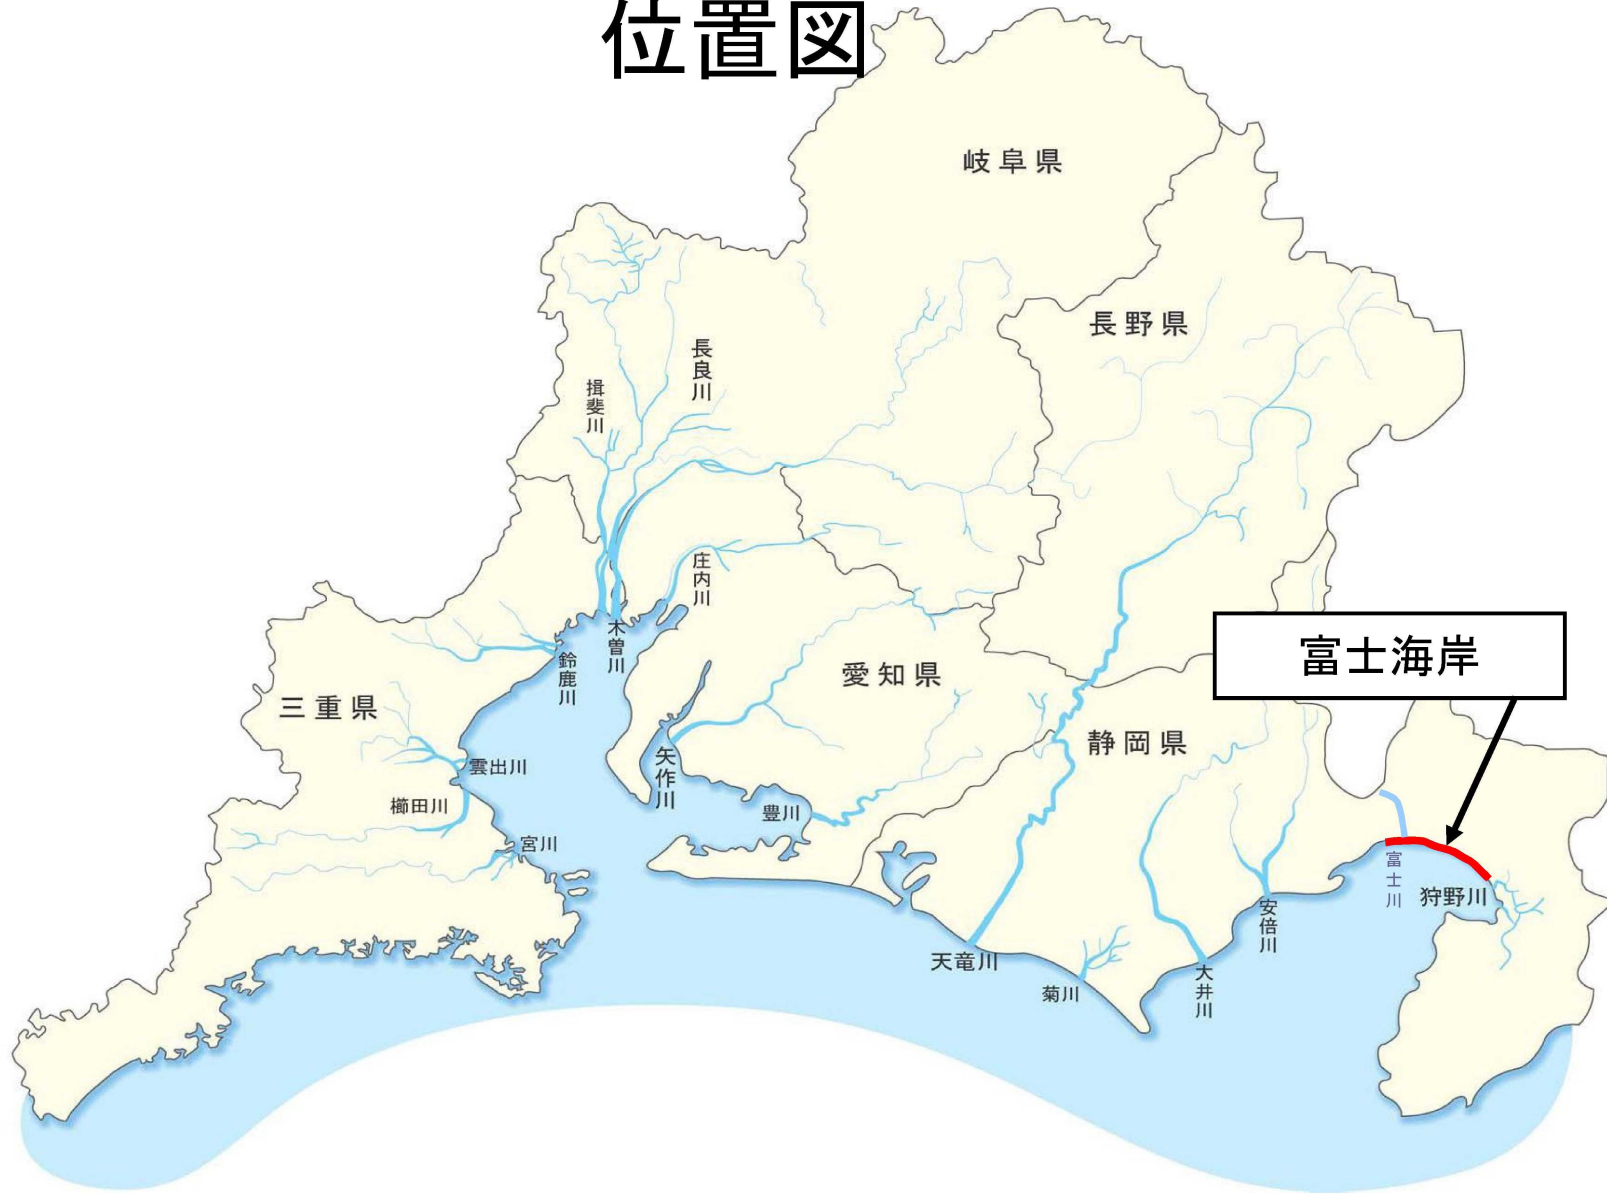 位置図
岐阜県
長野県
長良川
揖斐川
庄内川
木曽川
鈴鹿川
富士海岸
愛知県
三重県
静岡県
雲出川
矢作川
櫛田川
豊川
宮川
富士川
狩野川
安倍川
天竜川
大井川
菊川